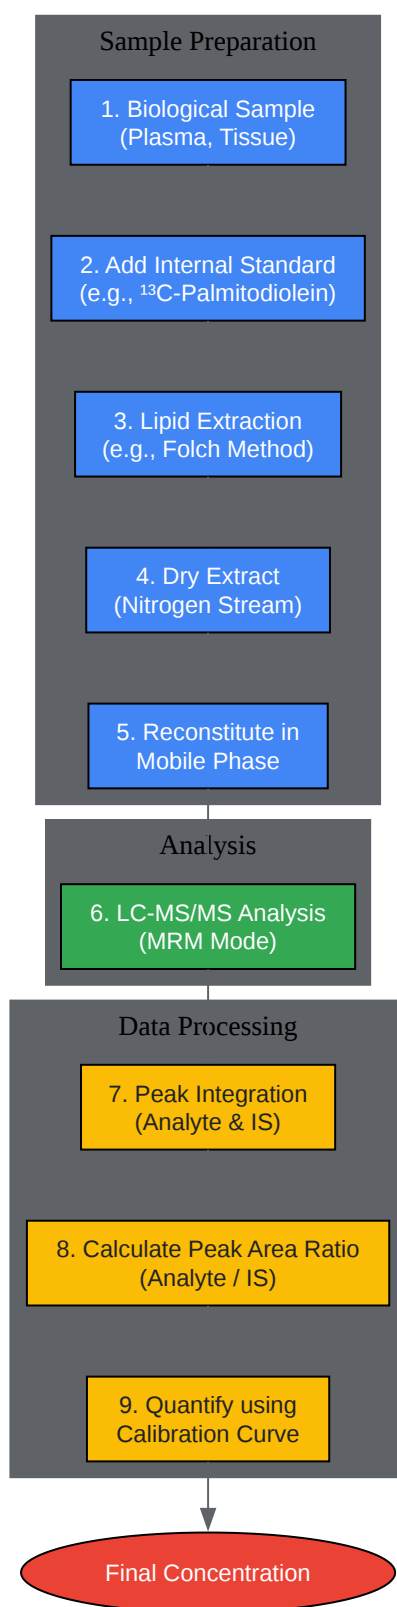 Sample Preparation
1. Biological Sample
(Plasma, Tissue)
2. Add Internal Standard
(e.g., ¹³C-Palmitodiolein)
3. Lipid Extraction
(e.g., Folch Method)
4. Dry Extract
(Nitrogen Stream)
5. Reconstitute in
Mobile Phase
Analysis
6. LC-MS/MS Analysis
(MRM Mode)
Data Processing
7. Peak Integration
(Analyte & IS)
8. Calculate Peak Area Ratio
(Analyte / IS)
9. Quantify using
Calibration Curve
Final Concentration